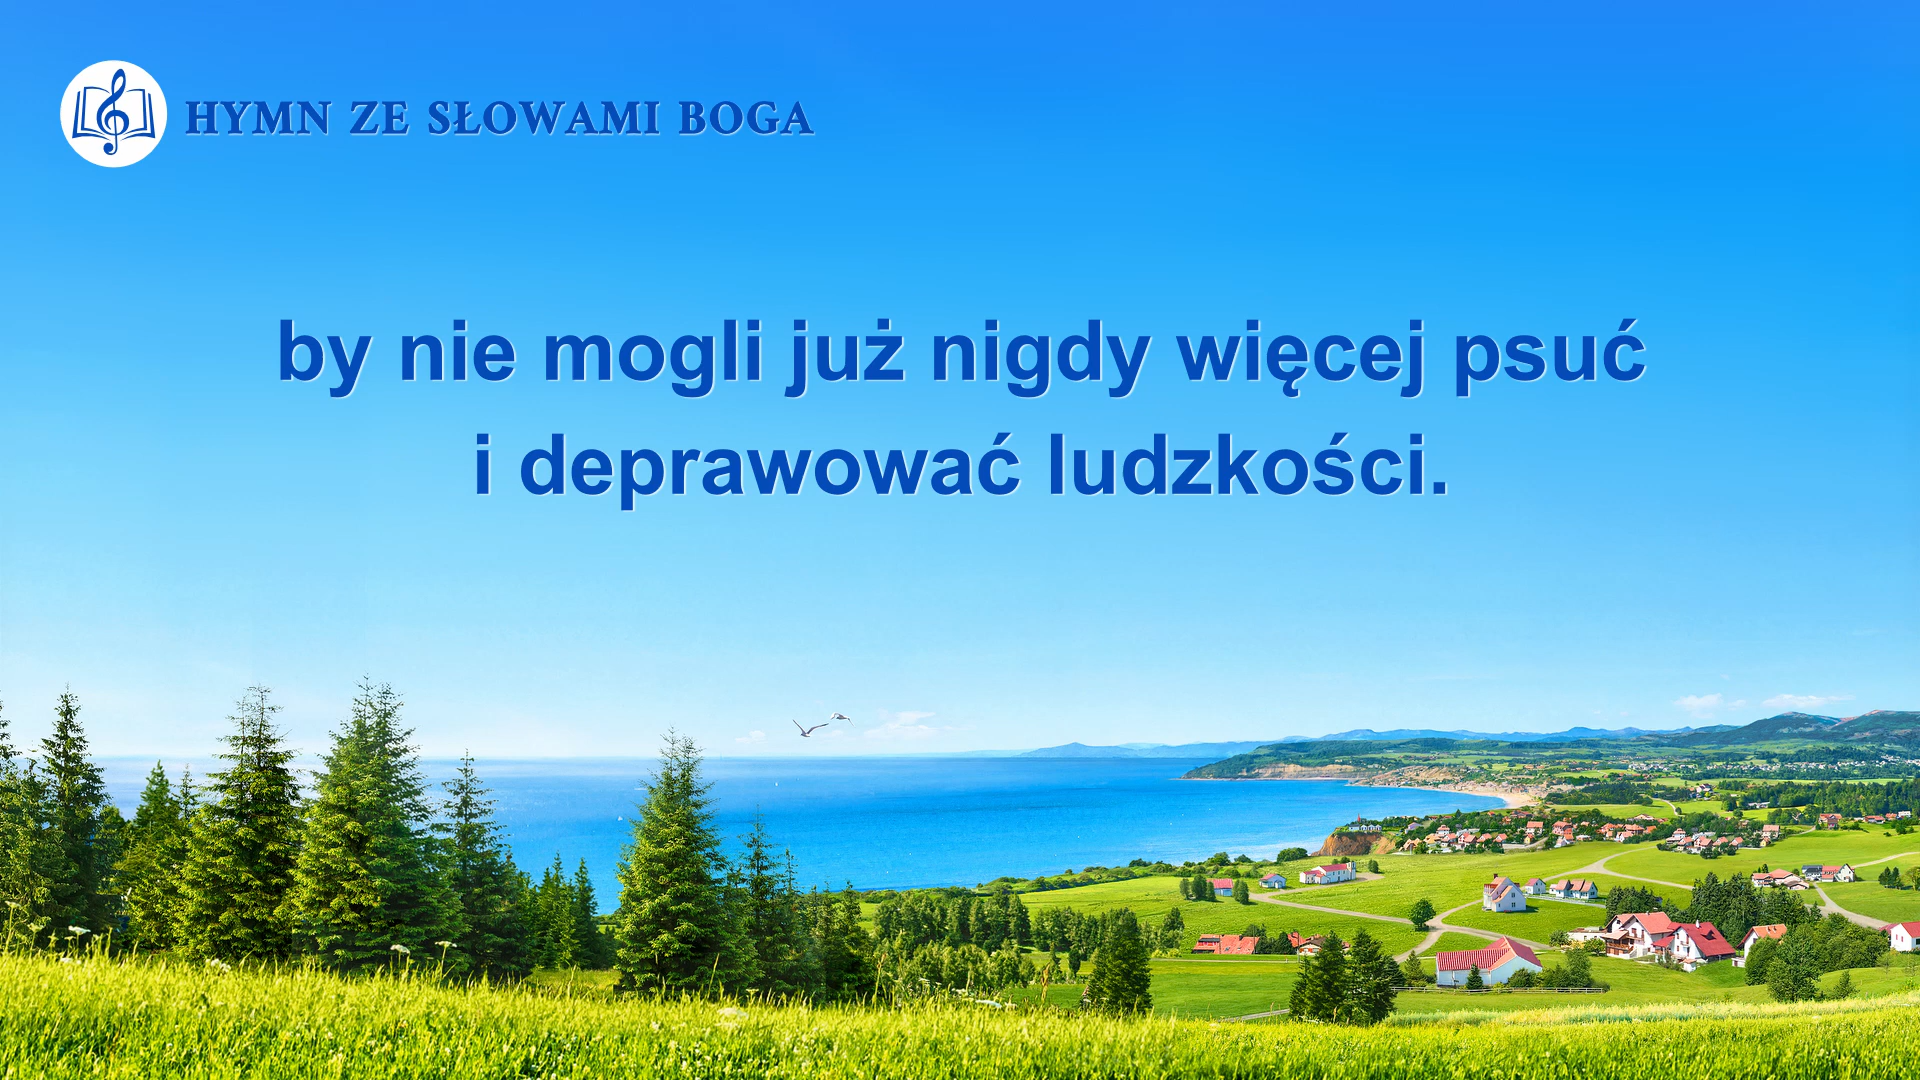 HYMN ZE SŁOWAMI BOGA
by nie mogli już nigdy więcej psuć
i deprawować ludzkości.